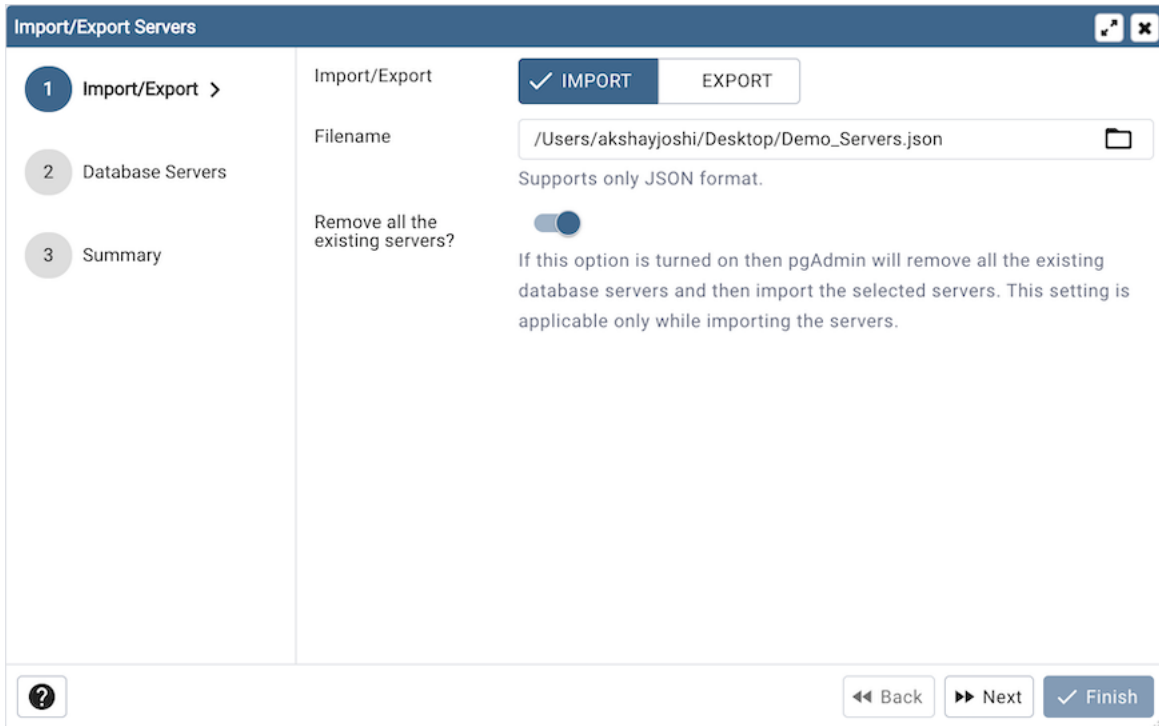 Import/Export Servers
1 Import/Export
2 Database Servers
3 Summary
Import/Export
IMPORT EXPORT
Filename
/Users/akshayjoshi/Desktop/Demo_Servers.json
Supports only JSON format.
Remove all the
existing servers?
If this option is turned on then pgAdmin will remove all the existing
database servers and then import the selected servers. This setting is
applicable only while importing the servers.
? Back Next Finish